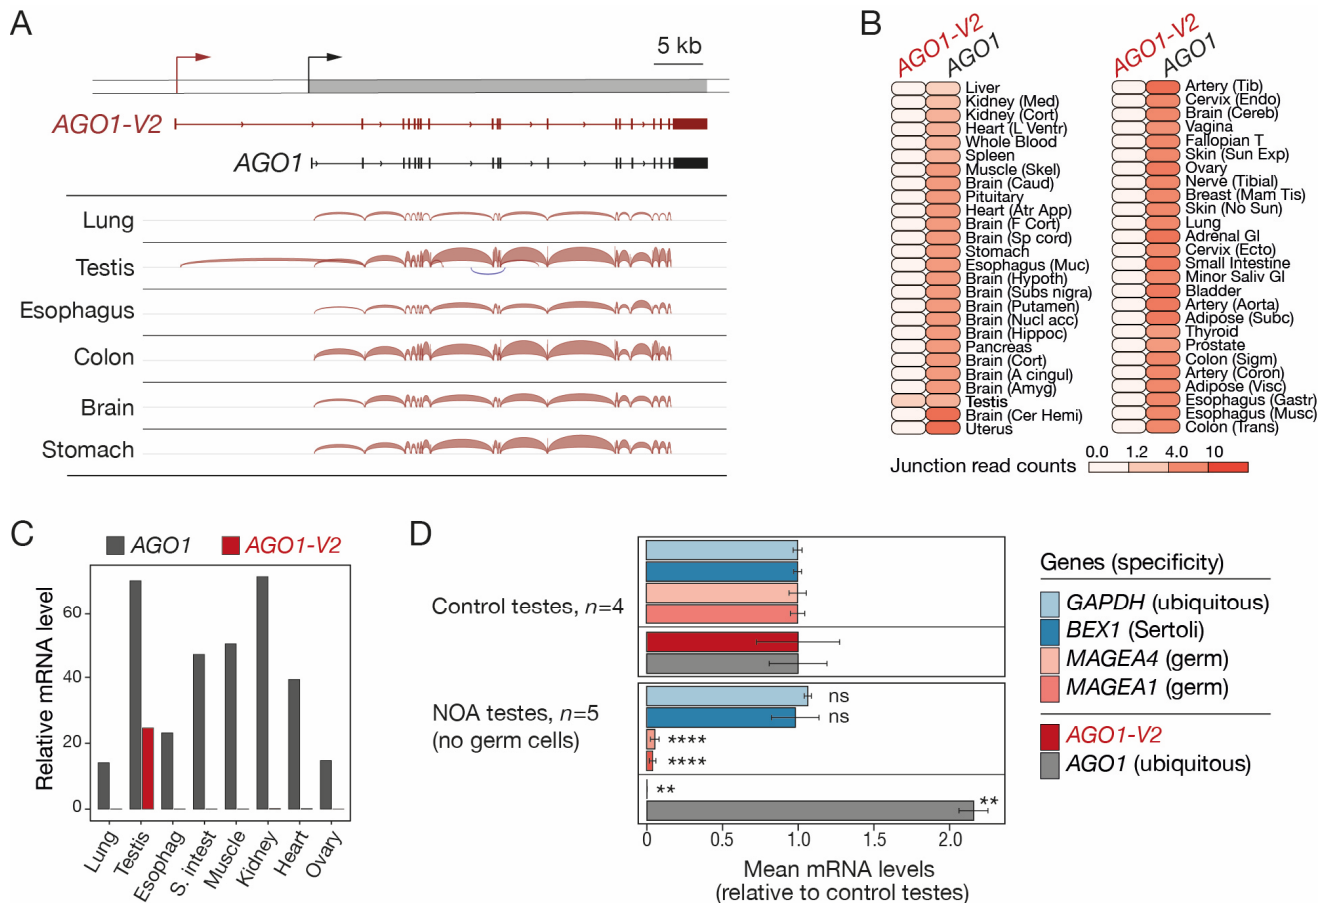 A
5 kb
AGO1-V2
AGO1
Lung
Testis
Esophagus
Colon
Brain
Stomach
B
AGO1-V2
AGO1
Liver
Kidney (Med)
Kidney (Cort)
Heart (L Ventr)
Whole Blood
Spleen
Muscle (Skel)
Brain (Caud)
Pituitary
Heart (Atr App)
Brain (F Cort)
Brain (Sp cord)
Stomach
Esophagus (Muc)
Brain (Hypoth)
Brain (Subs nigra)
Brain (Putamen)
Brain (Nucl acc)
Brain (Hippoc)
Pancreas
Brain (Cort)
Brain (A cingul)
Brain (Amyg)
Testis
Brain (Cer Hemi)
Uterus
AGO1-V2
AGO1
Artery (Tib)
Cervix (Endo)
Brain (Cereb)
Vagina
Fallopian T
Skin (Sun Exp)
Ovary
Nerve (Tibial)
Breast (Mam Tis)
Skin (No Sun)
Lung
Adrenal Gl
Cervix (Ecto)
Small Intestine
Minor Saliv Gl
Bladder
Artery (Aorta)
Adipose (Subc)
Thyroid
Prostate
Colon (Sigm)
Artery (Coron)
Adipose (Visc)
Esophagus (Gastr)
Esophagus (Musc)
Colon (Trans)
Junction read counts
0.0 1.2 4.0 10
C
AGO1 AGO1-V2
Relative mRNA level
60
40
20
0
Lung
Testis
Esophag
S. intest
Muscle
Kidney
Heart
Ovary
D
Control testes, n=4
NOA testes, n=5
(no germ cells)
ns
ns
****
****
**
**
0 0.5 1.0 1.5 2.0
Mean mRNA levels
(relative to control testes)
Genes (specificity)
GAPDH (ubiquitous)
BEX1 (Sertoli)
MAGEA4 (germ)
MAGEA1 (germ)
AGO1-V2
AGO1 (ubiquitous)